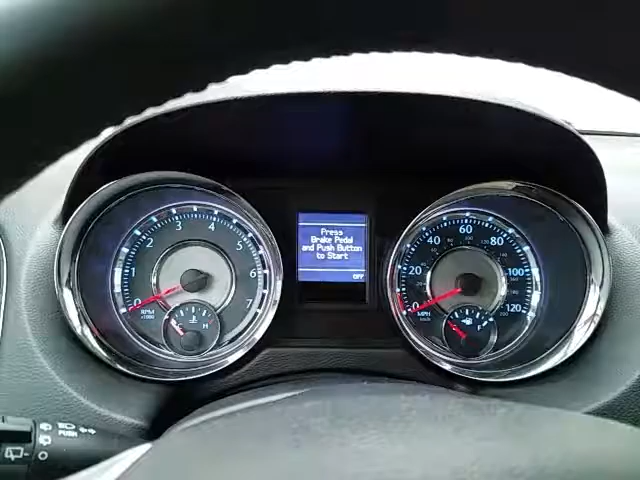 Press
Brake Pedal
and Push Button
to Start
OFF
0 1 2 3 4 5 6 7
RPM
x1000
H
0 20 40 60 80 100 120
MPH
F
PUSH